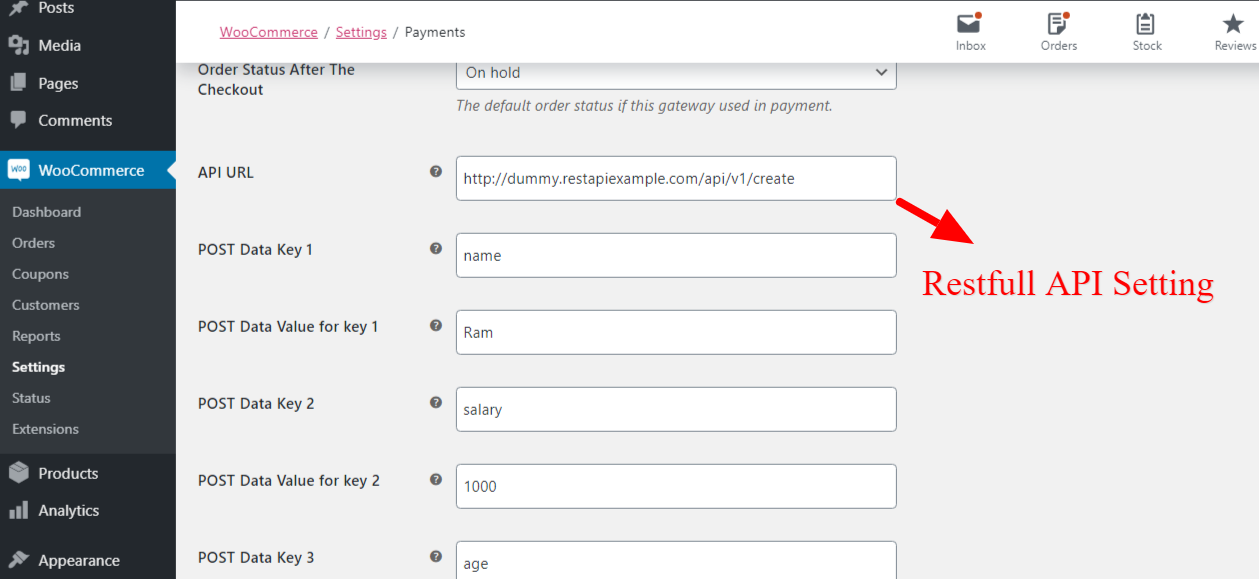 Posts
Media
Pages
Comments
WOO
WooCommerce
Dashboard
Orders
Coupons
Customers
Reports
Settings
Status
Extensions
Products
Analytics
Appearance
WooCommerce / Settings / Payments
Inbox
Orders
Stock
Reviews
Order Status After The
Checkout
On hold
The default order status if this gateway used in payment.
API URL
?
http://dummy.restapiexample.com/api/v1/create
POST Data Key 1
?
name
Restfull API Setting
POST Data Value for key 1
?
Ram
POST Data Key 2
?
salary
POST Data Value for key 2
?
1000
POST Data Key 3
?
age